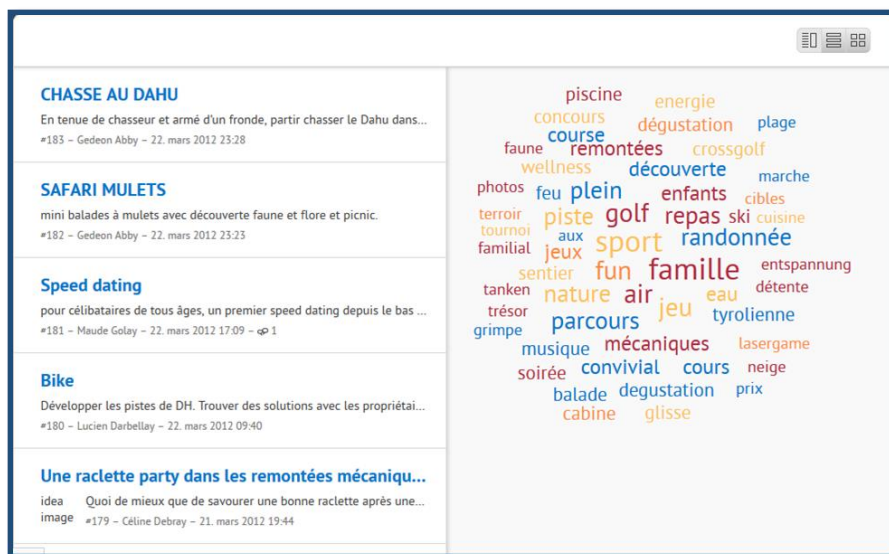 CHASSE AU DAHU
En tenue de chasseur et armé d'un fronde, partir chasser le Dahu dans...
#183 – Gedeon Abby – 22. mars 2012 23:28
SAFARI MULETS
mini balades à mulets avec découverte faune et flore et picnic.
#182 – Gedeon Abby – 22. mars 2012 23:23
Speed dating
pour célibataires de tous âges, un premier speed dating depuis le bas ...
#181 – Maude Golay – 22. mars 2012 17:09 – 1
Bike
Développer les pistes de DH. Trouver des solutions avec les propriétai...
#180 – Lucien Darbellay – 22. mars 2012 09:40
Une raclette party dans les remontées mécaniqu...
idea image
Quoi de mieux que de savourer une bonne raclette après une...
#179 – Céline Debray – 21. mars 2012 19:44
piscine energie
concours dégustation plage
course
faune remontées crossgolf
wellness découverte marche
photos feu plein enfants cibles
terroir piste golf repas ski cuisine
tournoi aux sport randonnée
familial jeux
sentier fun famille entspannung
tanken nature air eau détente
trésor jeu tyrolienne
grimpe parcours
musique mécaniques lasergame
soirée convivial cours neige
balade degustation prix
cabine glisse